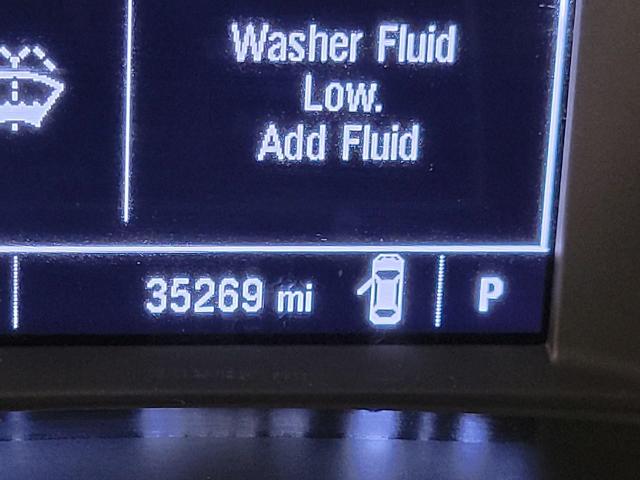 Washer Fluid
Low.
Add Fluid
35269 mi
P